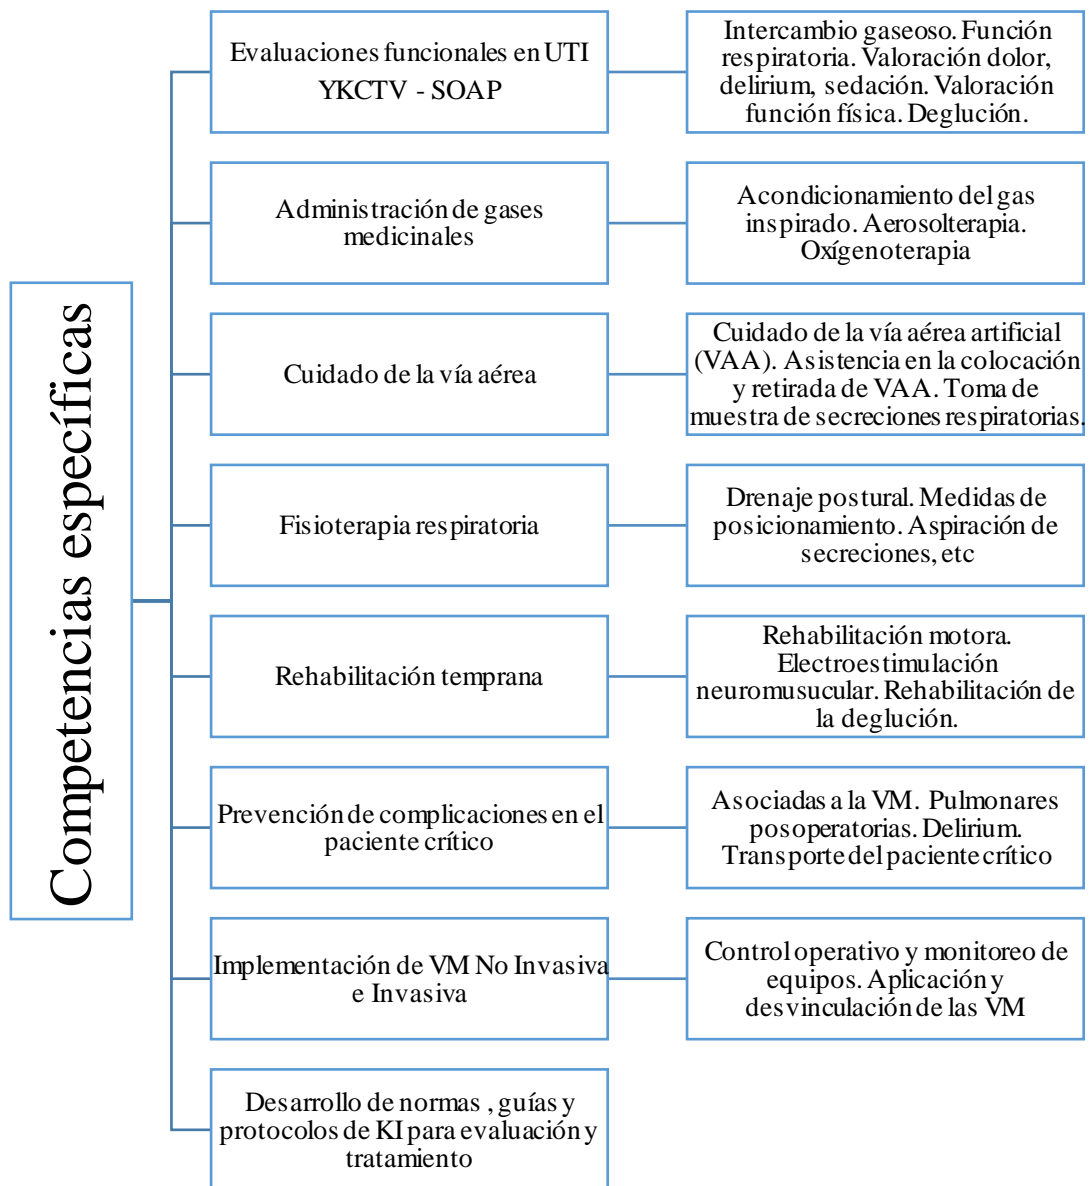 Competencias específicas
Evaluaciones funcionales en UTI
YKCTV - SOAP
Intercambio gaseoso. Función
respiratoria. Valoración dolor,
delirium, sedación. Valoración
función física. Deglución.
Administración de gases
medicinales
Acondicionamiento del gas
inspirado. Aerosolterapia.
Oxígenoterapia
Cuidado de la vía aérea
Cuidado de la vía aérea artificial
(VAA). Asistencia en la colocación
y retirada de VAA. Toma de
muestra de secreciones respiratorias.
Fisioterapia respiratoria
Drenaje postural. Medidas de
posicionamiento. Aspiración de
secreciones, etc
Rehabilitación temprana
Rehabilitación motora.
Electroestimulación
neuromusucular. Rehabilitación de
la deglución.
Prevención de complicaciones en el
paciente crítico
Asociadas a la VM. Pulmonares
posoperatorias. Delirium.
Transporte del paciente crítico
Implementación de VM No Invasiva
e Invasiva
Control operativo y monitoreo de
equipos. Aplicación y
desvinculación de las VM
Desarrollo de normas , guías y
protocolos de KI para evaluación y
tratamiento